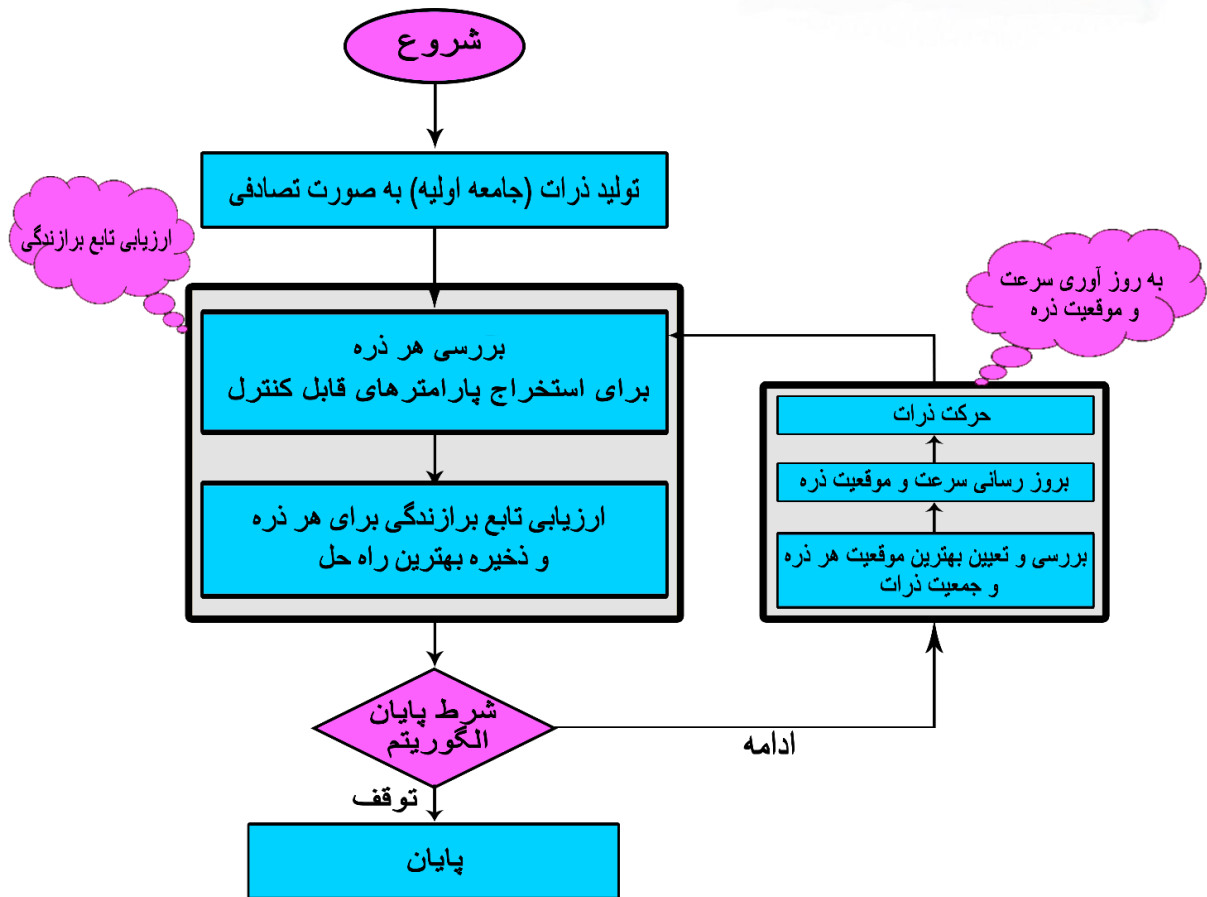 شروع
تولید ذرات (جامعه اولیه) به صورت تصادفی
ارزیابی تابع برازندگی
بررسی هر ذره
برای استخراج پارامترهای قابل کنترل
ارزیابی تابع برازندگی برای هر ذره
و ذخیره بهترین راه حل
شرط پایان
الگوریتم
توقف
پایان
ادامه
به روز آوری سرعت
و موقعیت ذره
حرکت ذرات
بروز رسانی سرعت و موقعیت ذره
بررسی و تعیین بهترین موقعیت هر ذره
و جمعیت ذرات